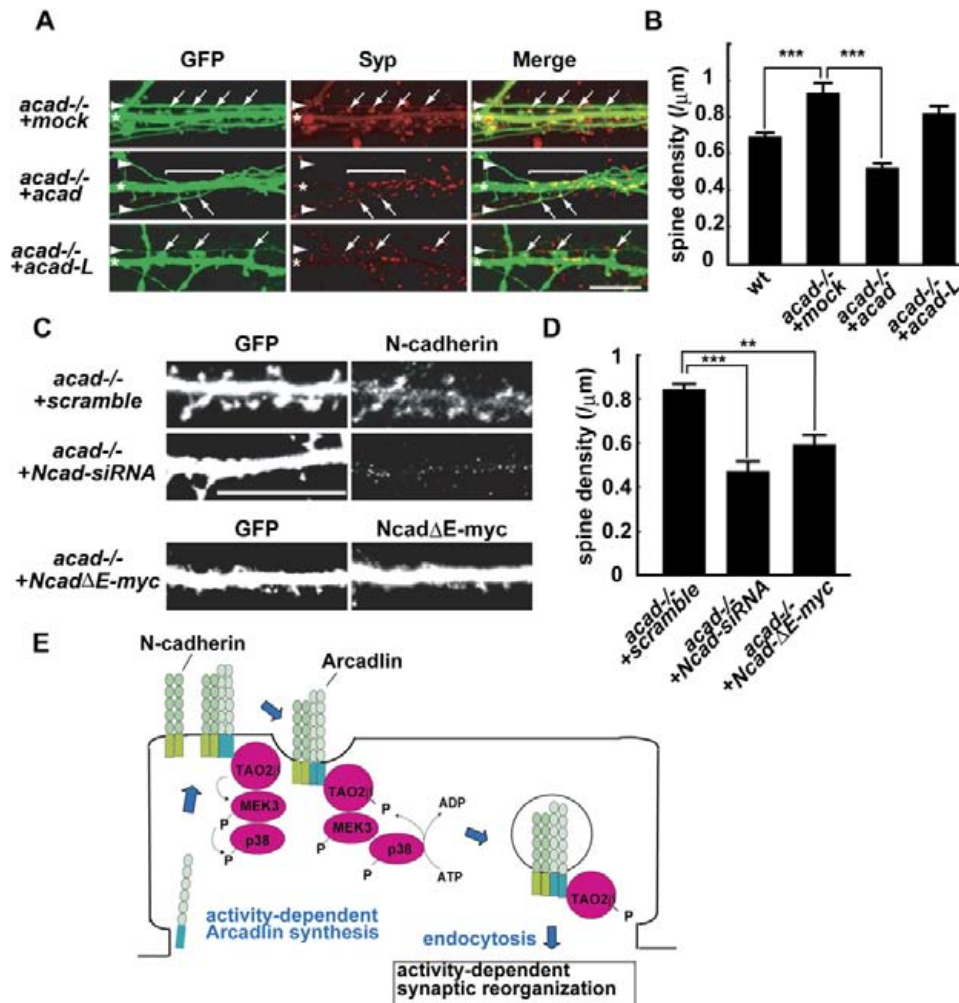 A
GFP Syp Merge
acad-/-
+mock
acad-/-
+acad
acad-/-
+acad-L
*
*
*
*
*
*
*
*
*
B
*** ***
spine density (/μm)
1
0.8
0.6
0.4
0.2
0
wt
acad-/-
+mock
acad-/-
+acad
acad-/-
+acad-L
C
GFP N-cadherin
acad-/-
+scramble
acad-/-
+Ncad-siRNA
GFP NcadΔE-myc
acad-/-
+NcadΔE-myc
D
**
***
spine density (/μm)
1
0.8
0.6
0.4
0.2
0
acad-/-
+scramble
acad-/-
+Ncad-siRNA
acad-/-
+Ncad-ΔE-myc
E
N-cadherin
Arcadlin
TAO2β
MEK3
P
p38
P
TAO2β
P
MEK3
P
p38
P
ADP
ATP
TAO2β
P
activity-dependent
Arcadlin synthesis
endocytosis
activity-dependent
synaptic reorganization